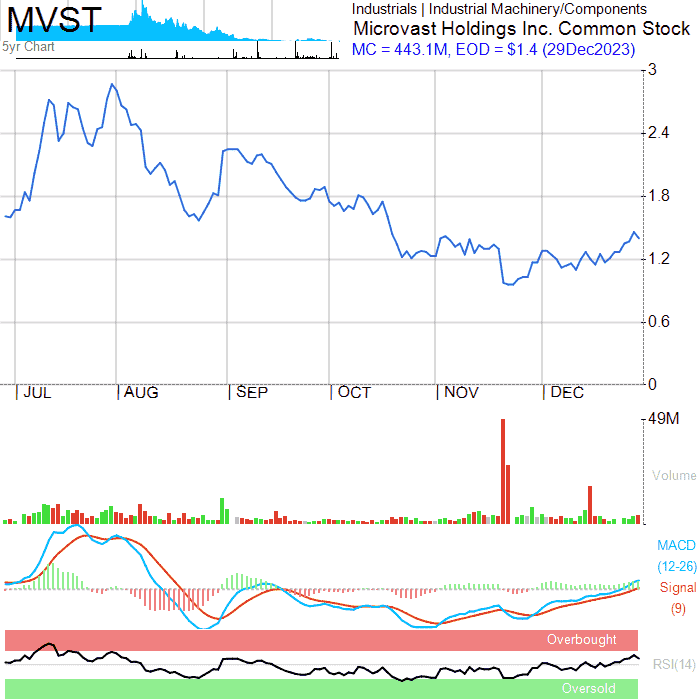 MVST
5yr Chart
Industrials | Industrial Machinery/Components
Microvast Holdings Inc. Common Stock
MC = 443.1M, EOD = $1.4 (29Dec2023)
3
2.4
1.8
1.2
0.6
0
|JUL |AUG |SEP |OCT |NOV |DEC
49M
Volume
MACD
(12-26)
Signal
(9)
Overbought
RSI(14)
Oversold